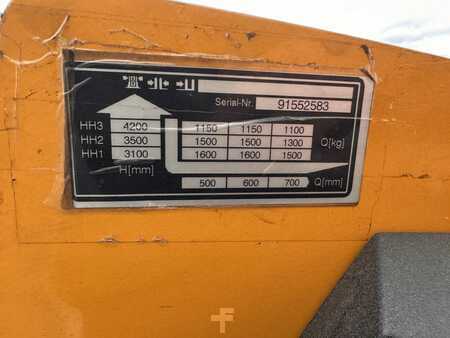 Serial-Nr. 91552583
HH3 4200 1150 1150 1100
HH2 3500 1500 1500 1300 Q[kg]
HH1 3100 1600 1600 1500
H[mm]
500 600 700 Q[mm]